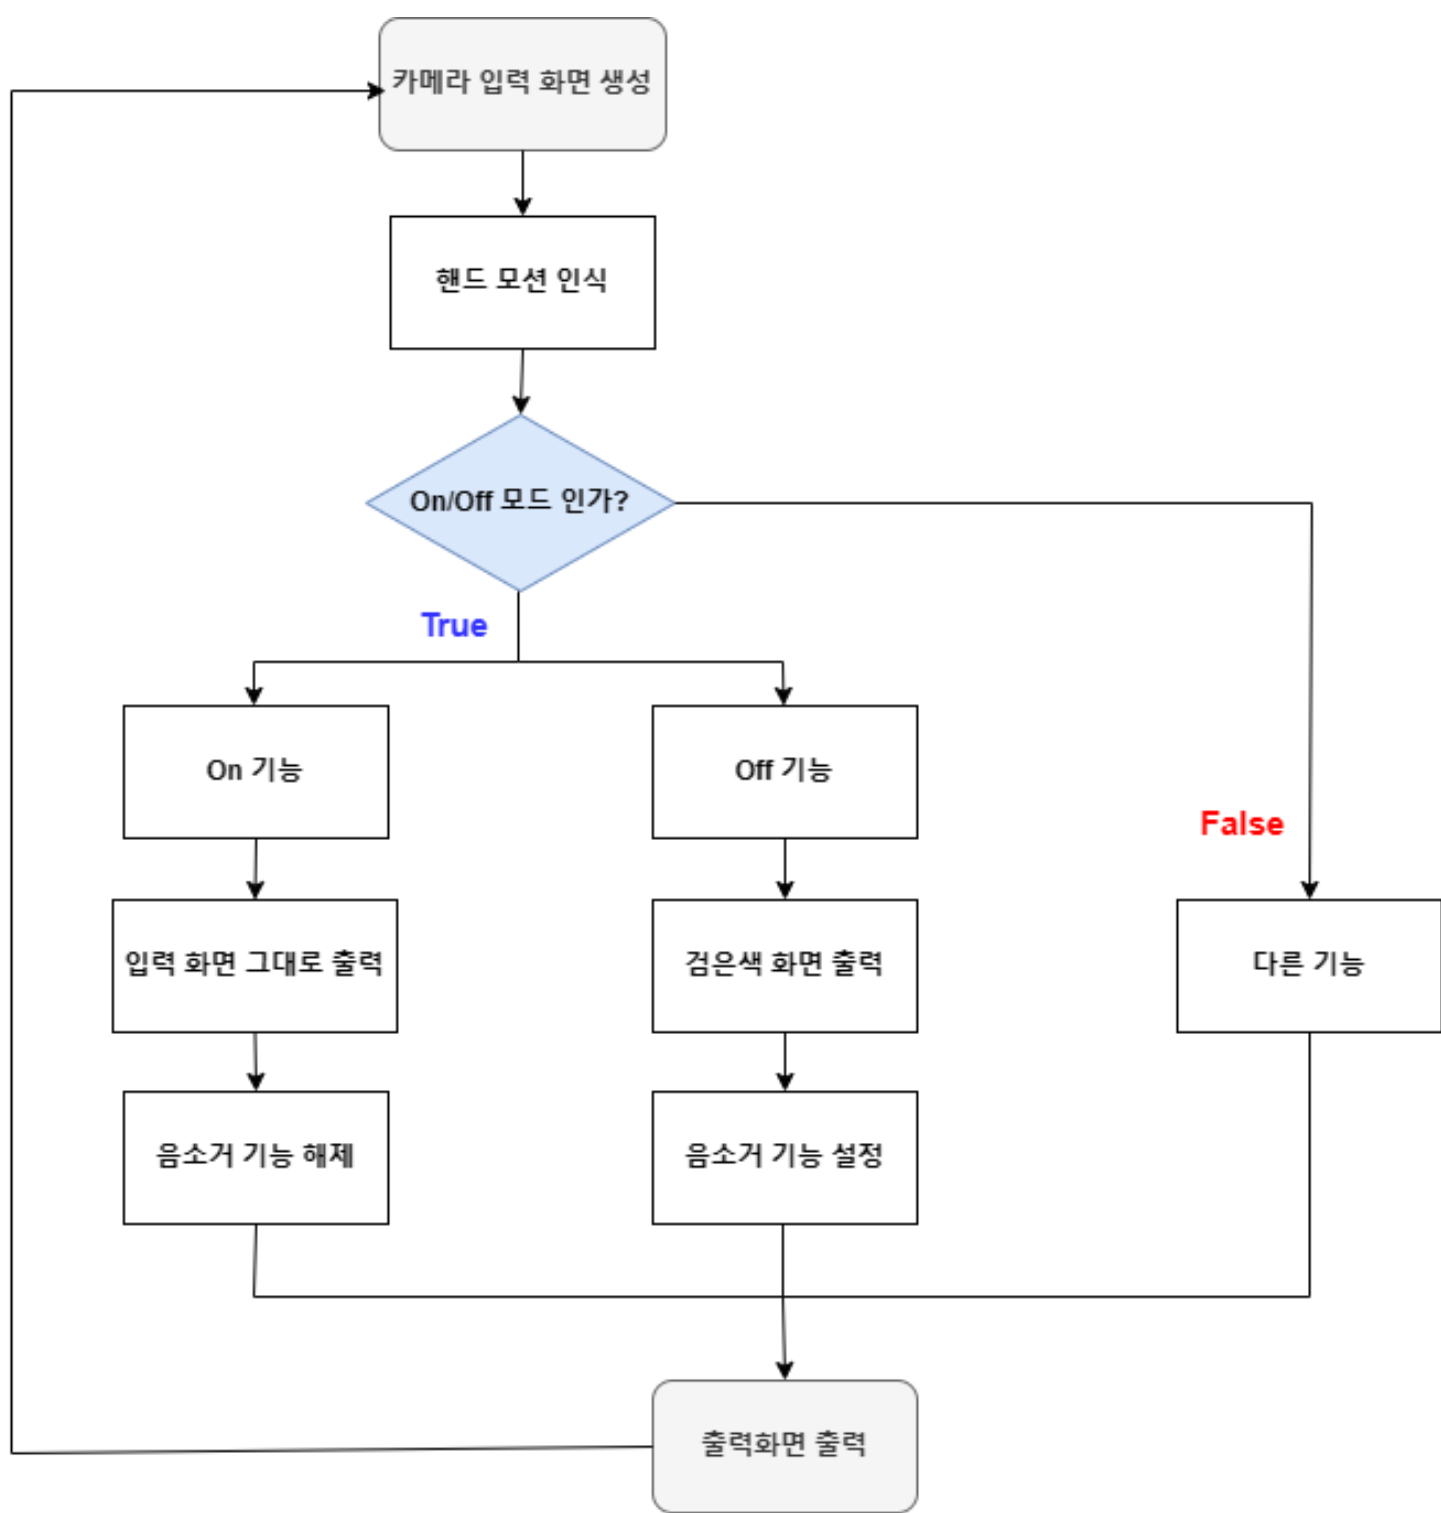 카메라 입력 화면 생성
핸드 모션 인식
On/Off 모드 인가?
True
On 기능
Off 기능
False
입력 화면 그대로 출력
검은색 화면 출력
다른 기능
음소거 기능 해제
음소거 기능 설정
출력화면 출력